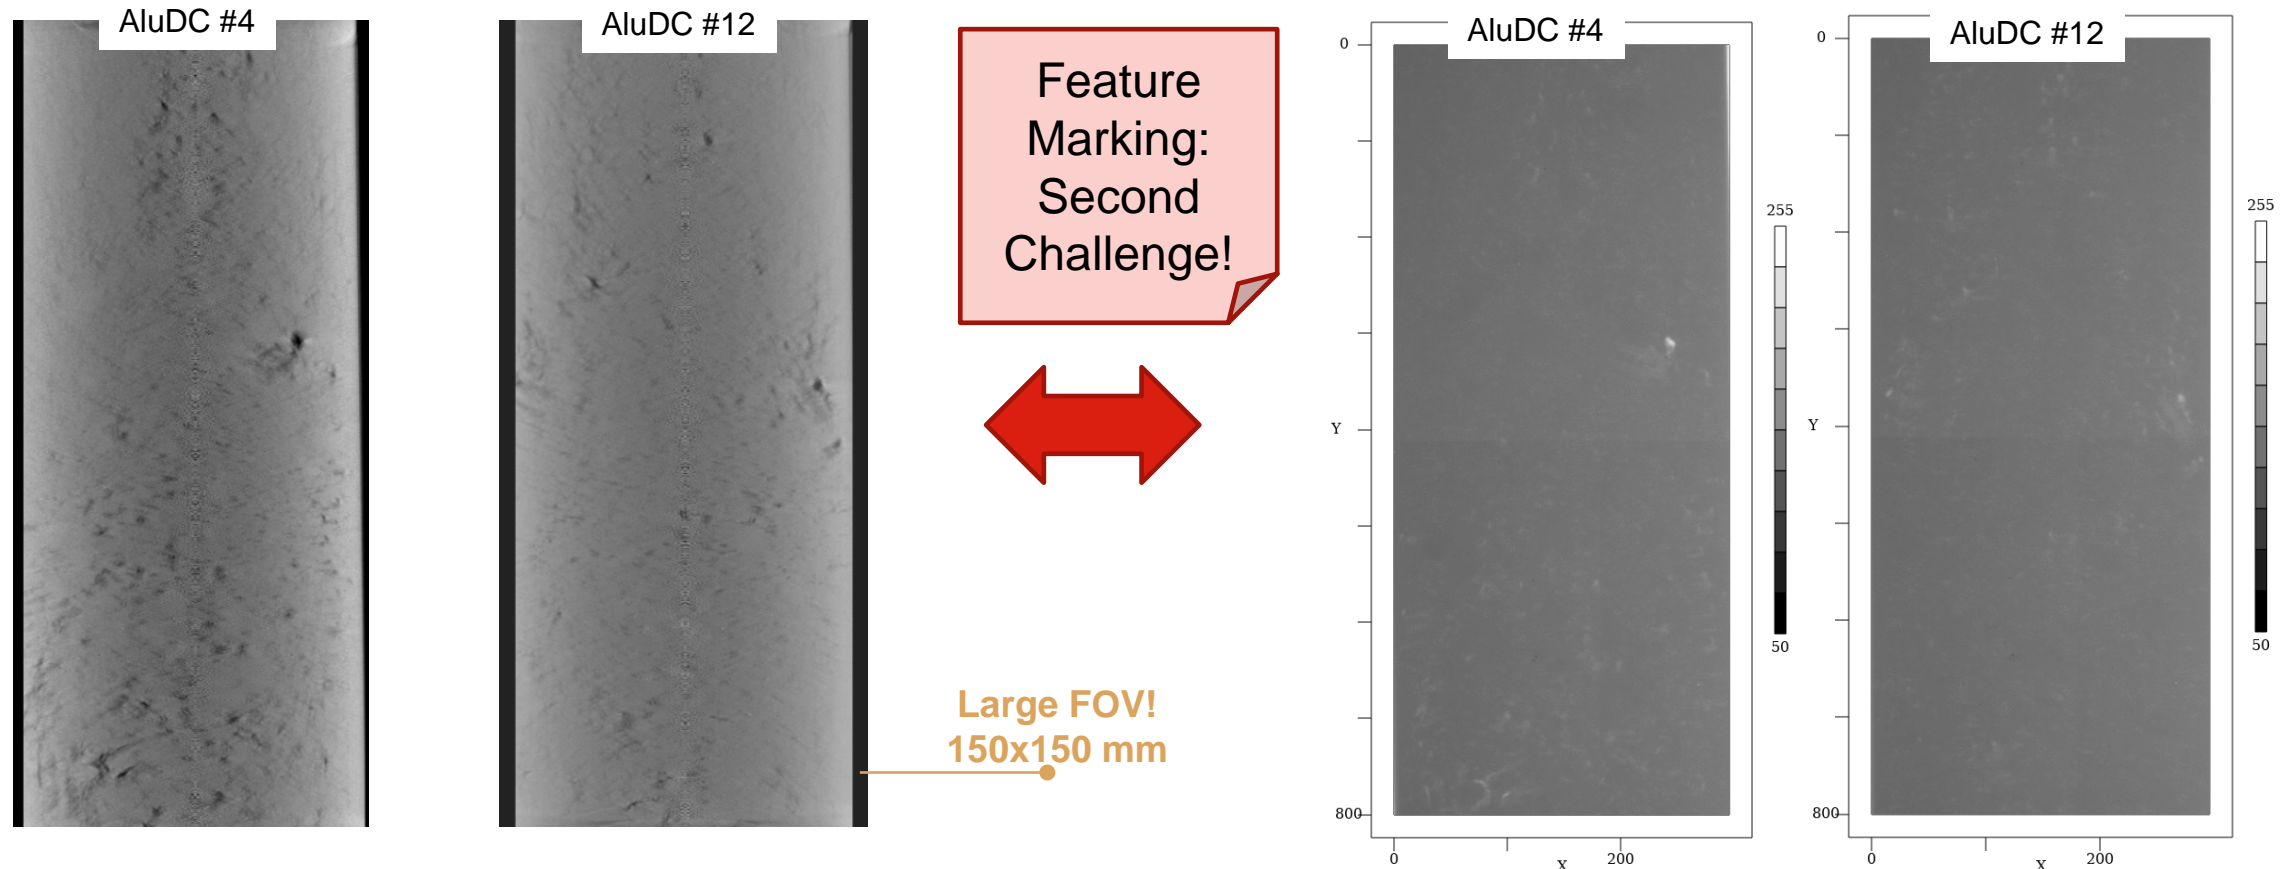 AluDC #4
AluDC #12
Feature
Marking:
Second
Challenge!
Large FOV!
150x150 mm
AluDC #4
0
Y
800
0
200
X
255
50
AluDC #12
0
Y
800
0
200
X
255
50